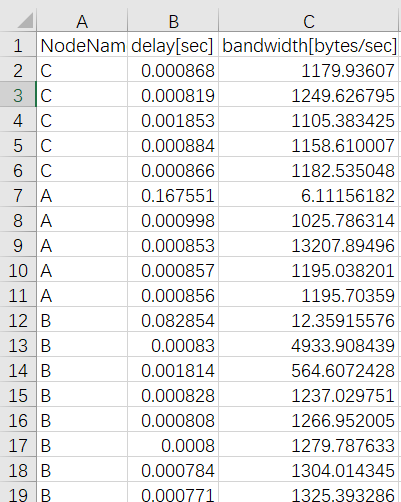 A B C
1 NodeNam delay[sec] bandwidth[bytes/sec]
2 C 0.000868 1179.93607
3 C 0.000819 1249.626795
4 C 0.001853 1105.383425
5 C 0.000884 1158.610007
6 C 0.000866 1182.535048
7 A 0.167551 6.11156182
8 A 0.000998 1025.786314
9 A 0.000853 13207.89496
10 A 0.000857 1195.038201
11 A 0.000856 1195.70359
12 B 0.082854 12.35915576
13 B 0.00083 4933.908439
14 B 0.001814 564.6072428
15 B 0.000828 1237.029751
16 B 0.000808 1266.952005
17 B 0.0008 1279.787633
18 B 0.000784 1304.014345
19 B 0.000771 1325.393286